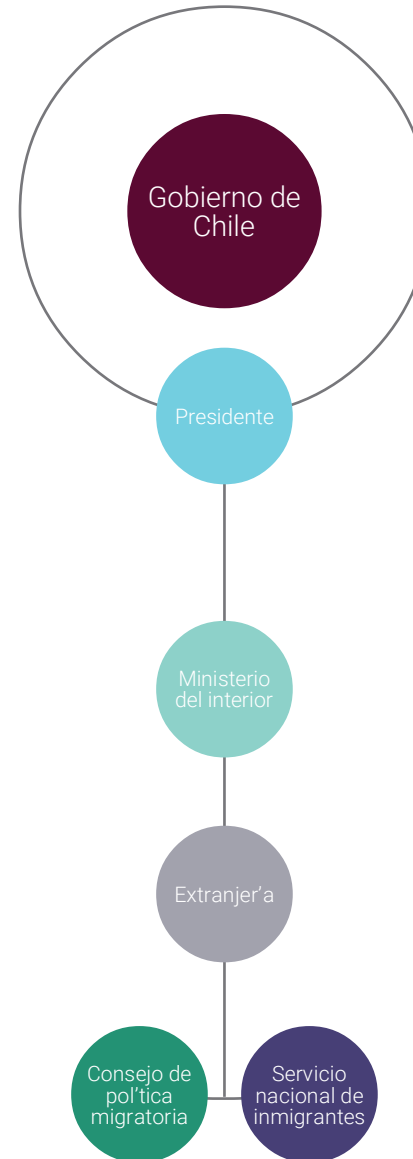 Gobierno de
Chile
Presidente
Ministerio
del interior
Extranjer'a
Consejo de
pol'tica
migratoria
Servicio
nacional de
inmigrantes